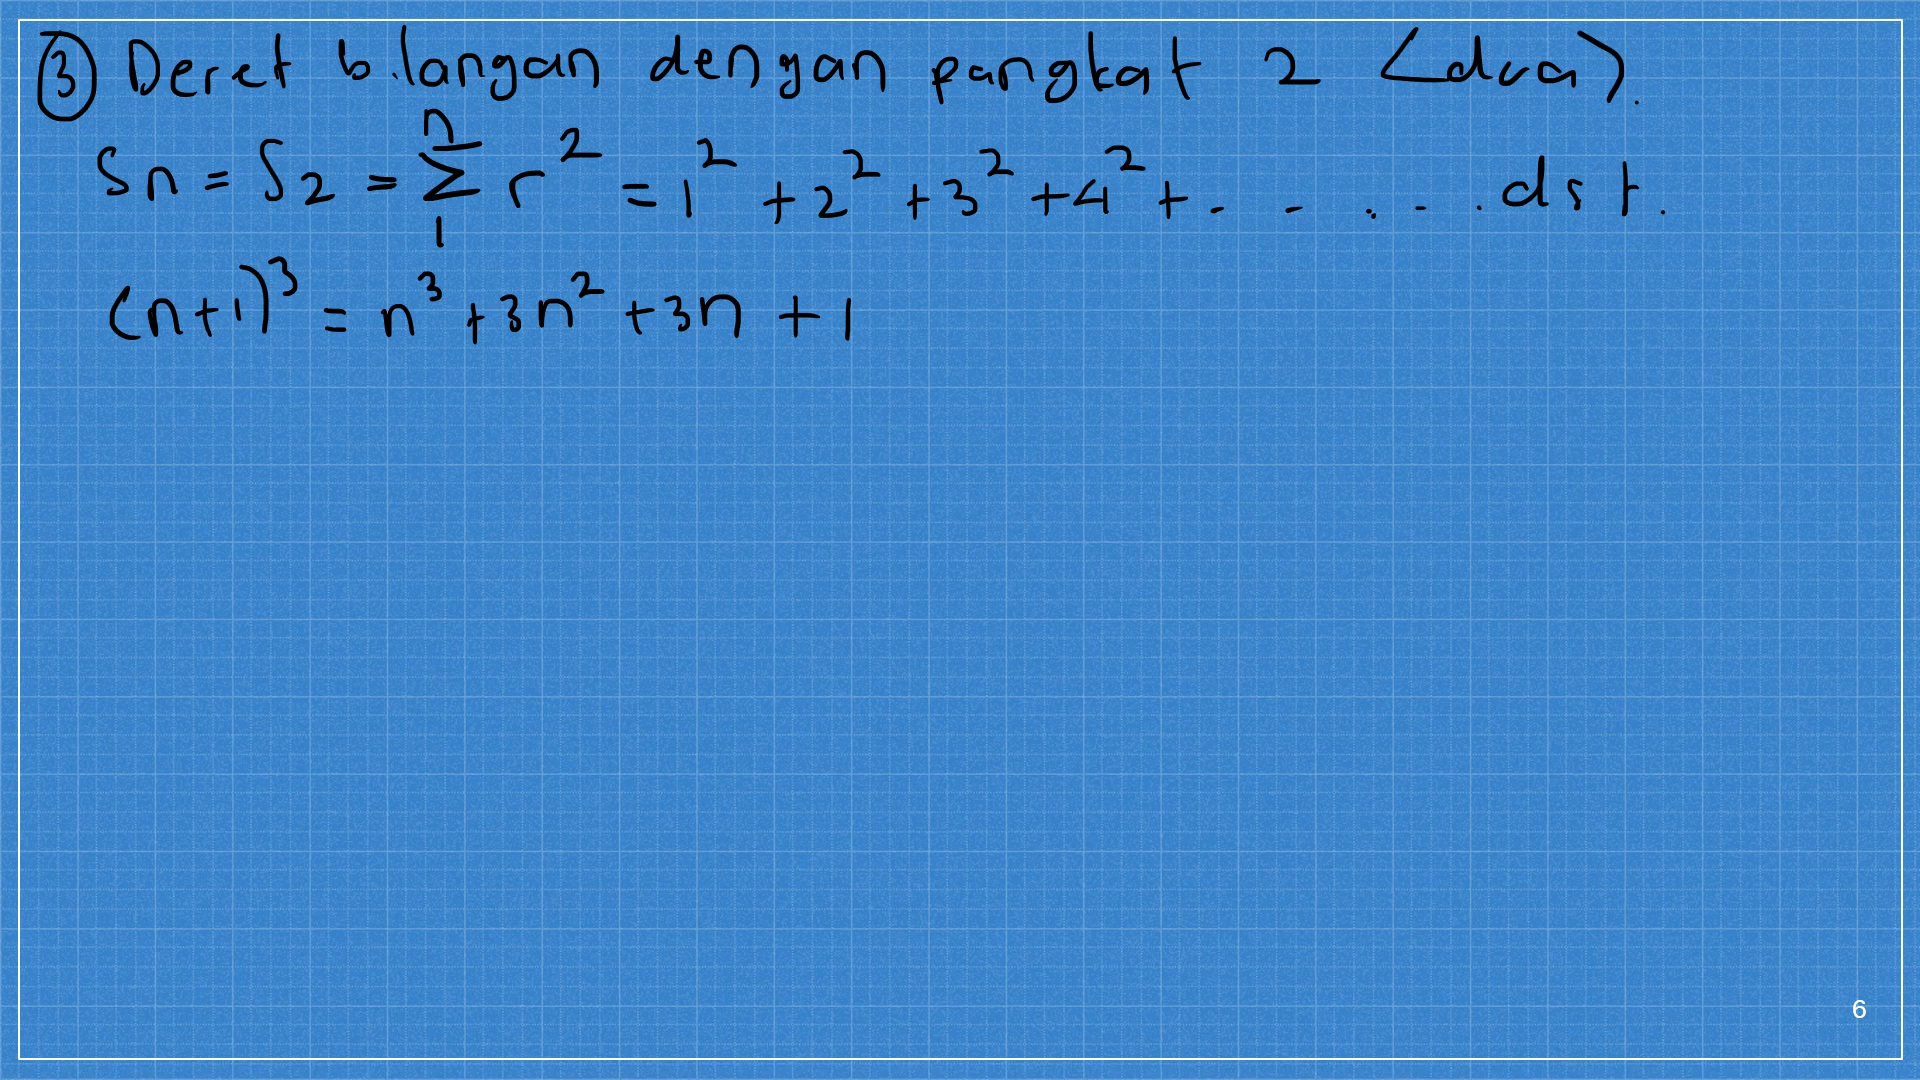 ③ Deret bilangan dengan pangkat 2 <dua).
Sn = S₂ = ⁿ∑₁ r² = 1² + 2² + 3² + 4² + . . . . . dst.
(n+1)³ = n³ + 3n² + 3n + 1
6